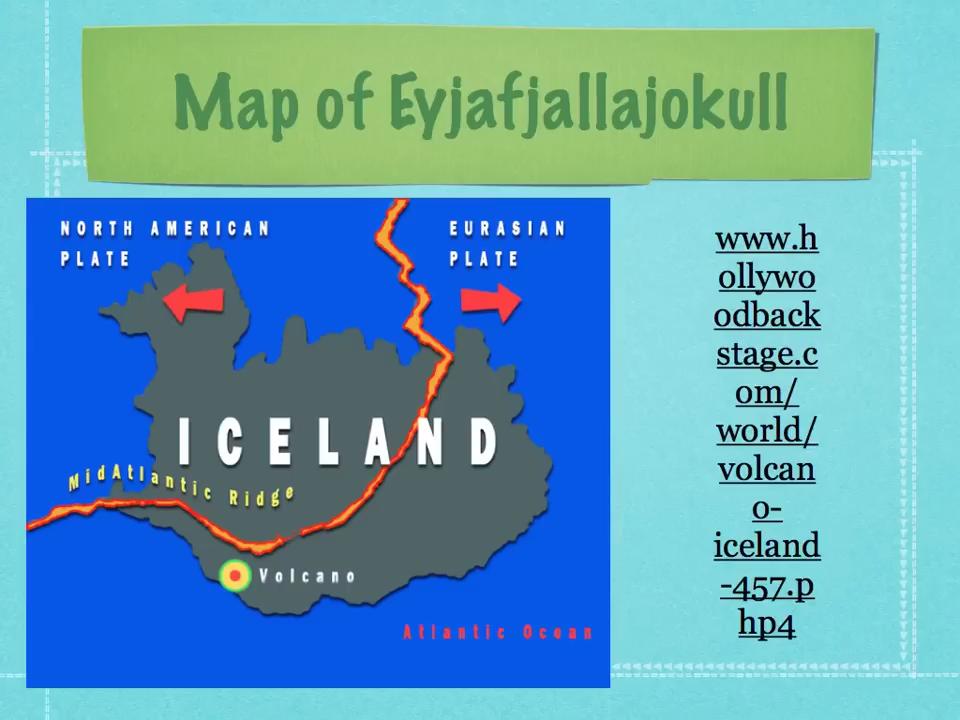 Map of Eyjafjallajokull
NORTH AMERICAN
PLATE
EURASIAN
PLATE
ICELAND
MidAtlantic Ridge
Volcano
Atlantic Ocean
www.h
ollywo
odback
stage.c
om/
world/
volcan
o-
iceland
-457.p
hp4